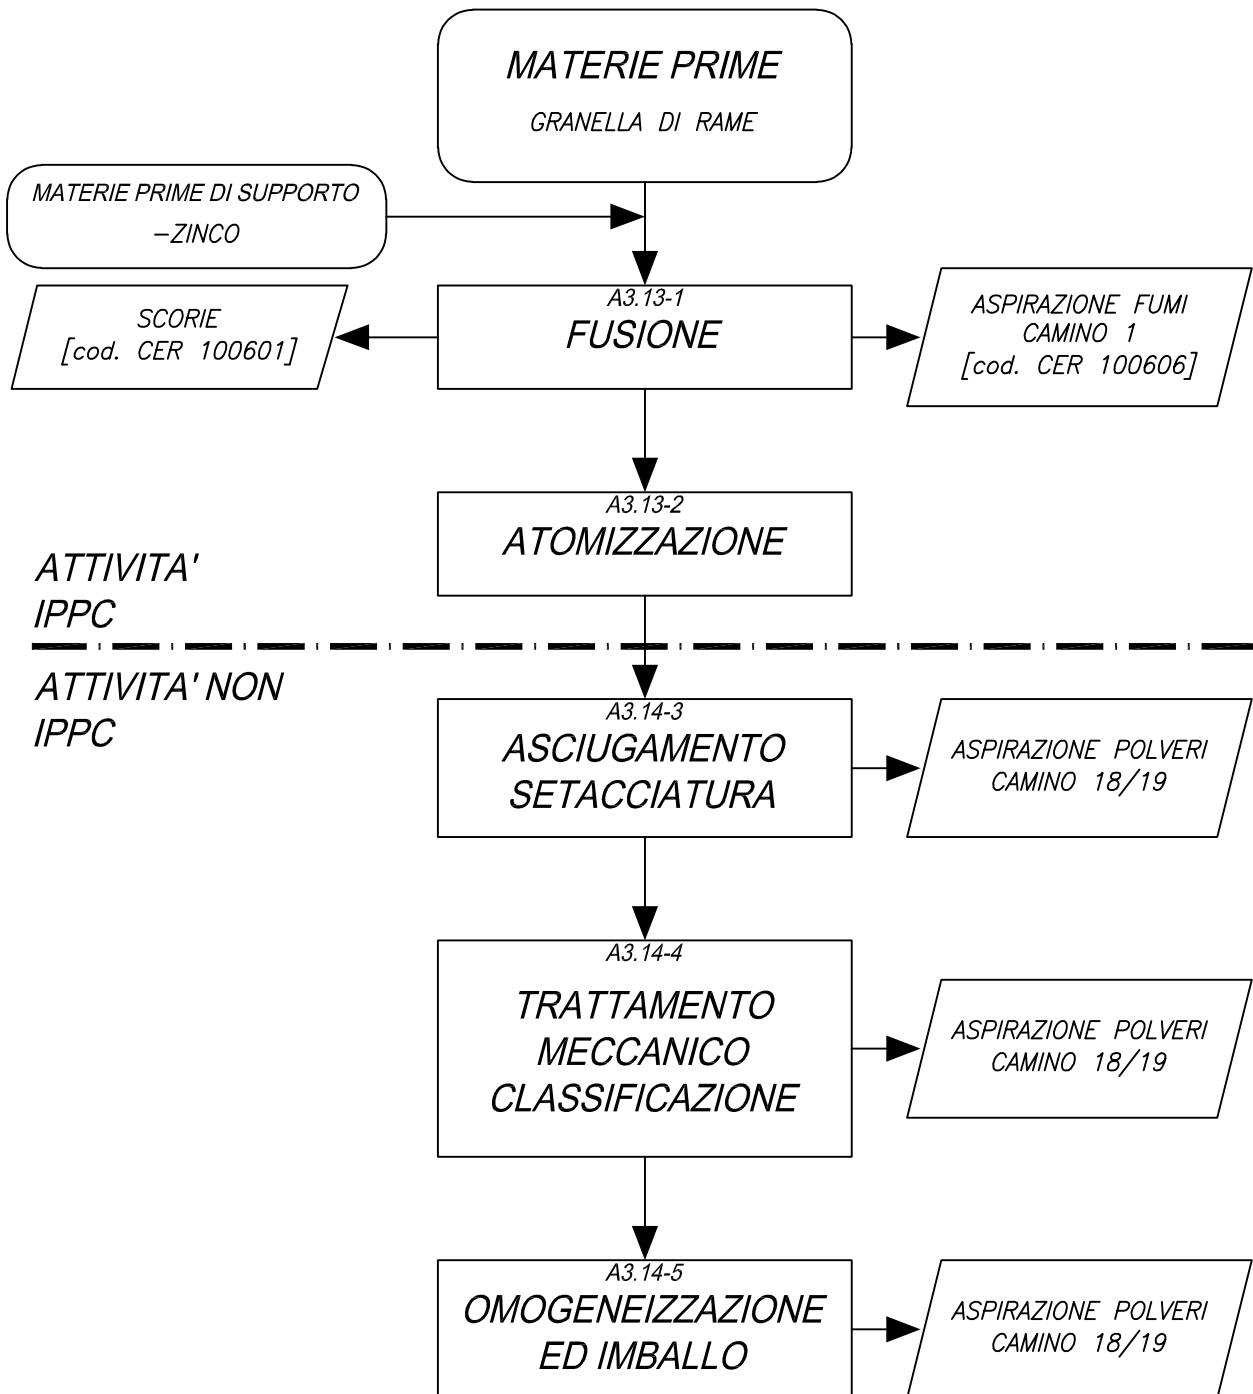 MATERIE PRIME
GRANELLA DI RAME
MATERIE PRIME DI SUPPORTO
-ZINCO
SCORIE
[cod. CER 100601]
A3.13-1
FUSIONE
ASPIRAZIONE FUMI
CAMINO 1
[cod. CER 100606]
A3.13-2
ATOMIZZAZIONE
ATTIVITA'
IPPC
ATTIVITA' NON
IPPC
A3.14-3
ASCIUGAMENTO
SETACCIATURA
ASPIRAZIONE POLVERI
CAMINO 18/19
A3.14-4
TRATTAMENTO
MECCANICO
CLASSIFICAZIONE
ASPIRAZIONE POLVERI
CAMINO 18/19
A3.14-5
OMOGENEIZZAZIONE
ED IMBALLO
ASPIRAZIONE POLVERI
CAMINO 18/19